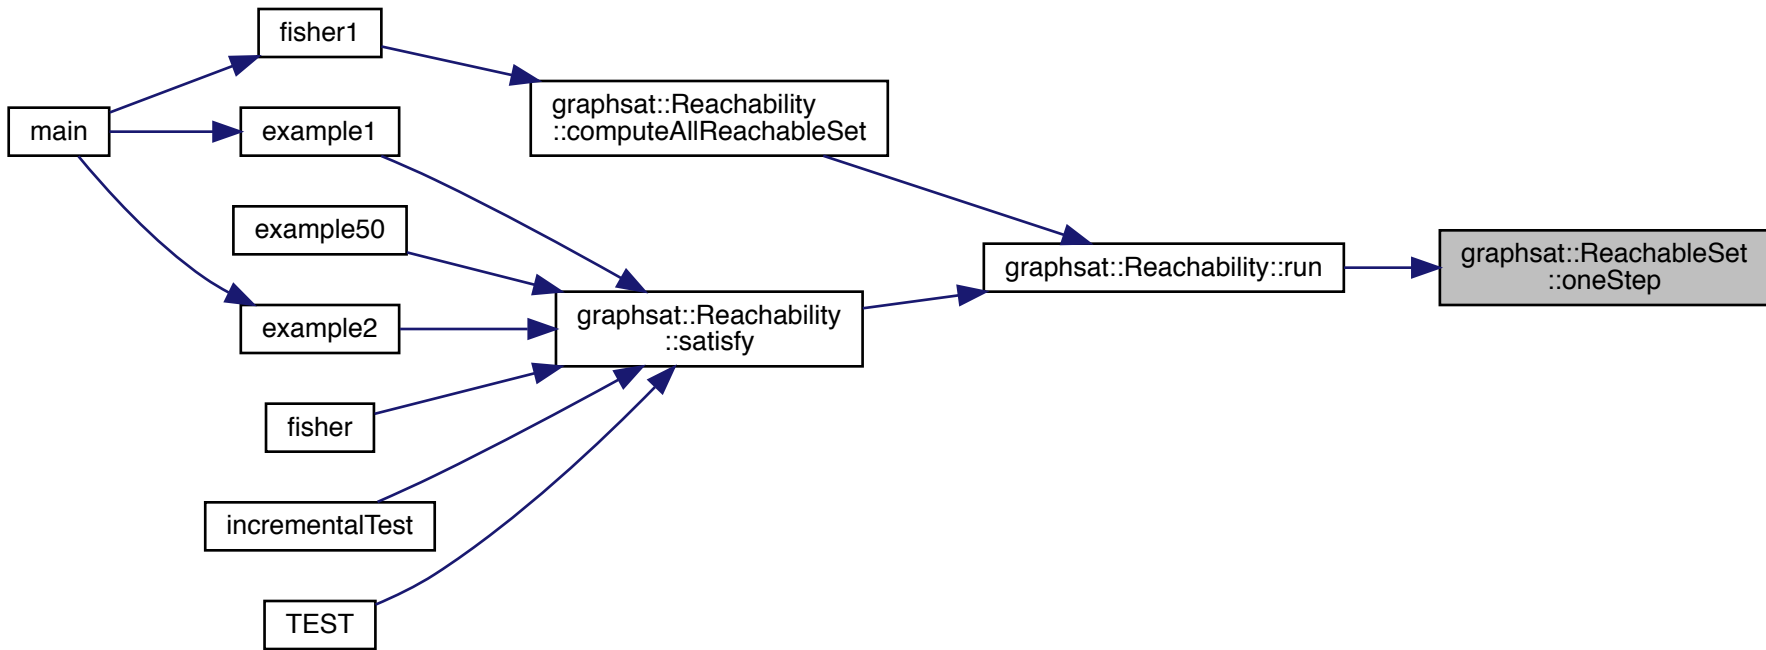 fisher1
graphsat::Reachability
::computeAllReachableSet
main
example1
example50
graphsat::ReachableSet
::oneStep
graphsat::Reachability::run
graphsat::Reachability
::satisfy
example2
fisher
incrementalTest
TEST